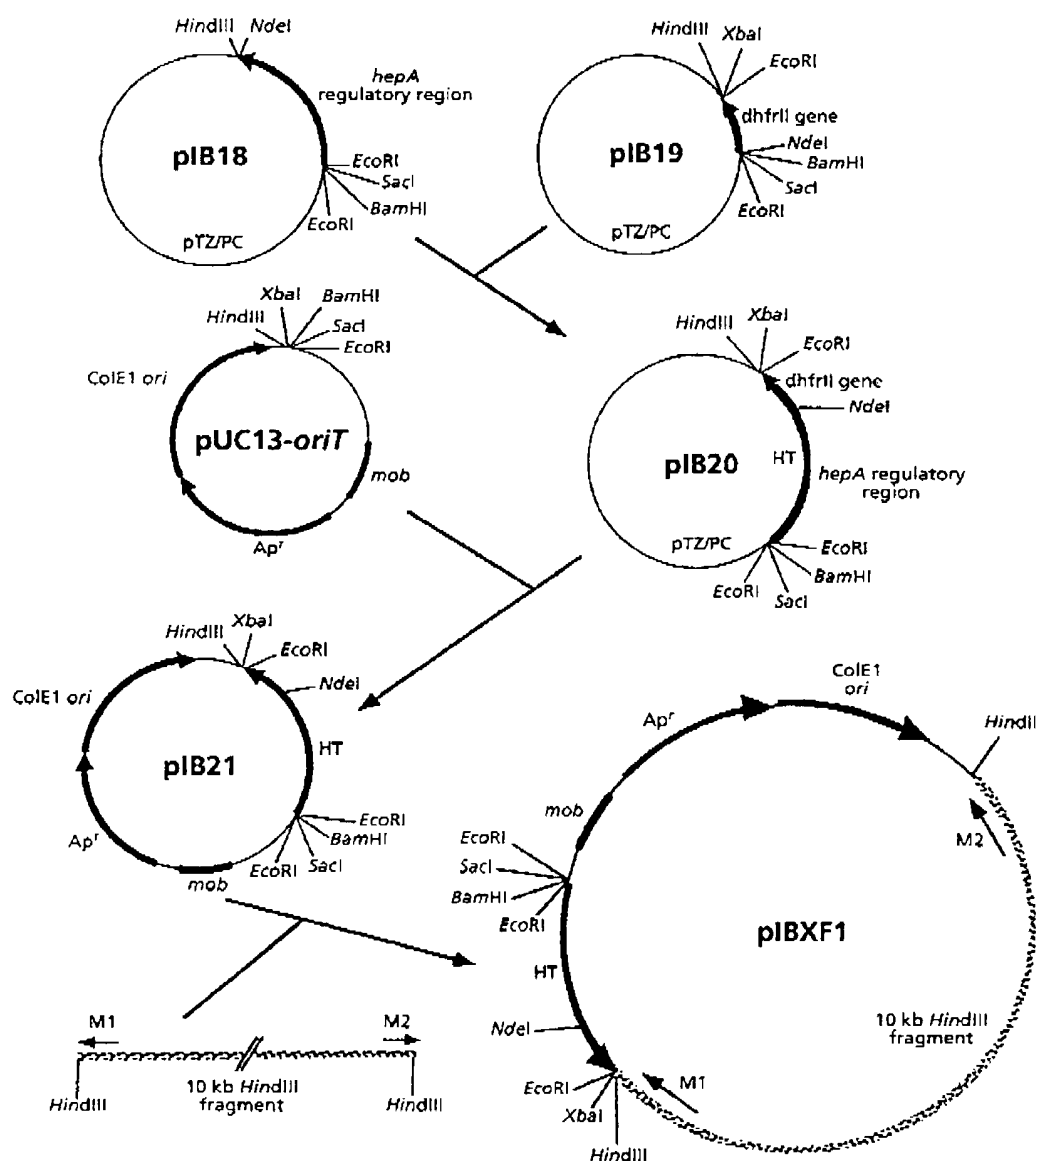 HindIII NdeI
hepA
regulatory region
pIB18
EcoRI
SacI
BamHI
EcoRI
pTZ/PC
HindIII
XbaI
EcoRI
dhfrII gene
pIB19
NdeI
BamHI
SacI
EcoRI
pTZ/PC
XbaI BamHI
HindIII
SacI
EcoRI
ColE1 ori
pUC13-oriT
mob
Apr
HindIII
XbaI
EcoRI
dhfrII gene
NdeI
pIB20
HT
hepA regulatory
region
pTZ/PC
EcoRI
BamHI
EcoRI
SacI
HindIII
XbaI
EcoRI
NdeI
ColE1 ori
pIB21
HT
Apr
EcoRI
BamHI
EcoRI SacI
mob
ColE1
ori
Apr
HindII
mob
M2
EcoRI
SacI
BamHI
EcoRI
pIBXF1
HT
NdeI
10 kb HindIII
fragment
EcoRI
M1
XbaI
HindIII
M1
M2
10 kb HindIII
fragment
HindIII
HindIII